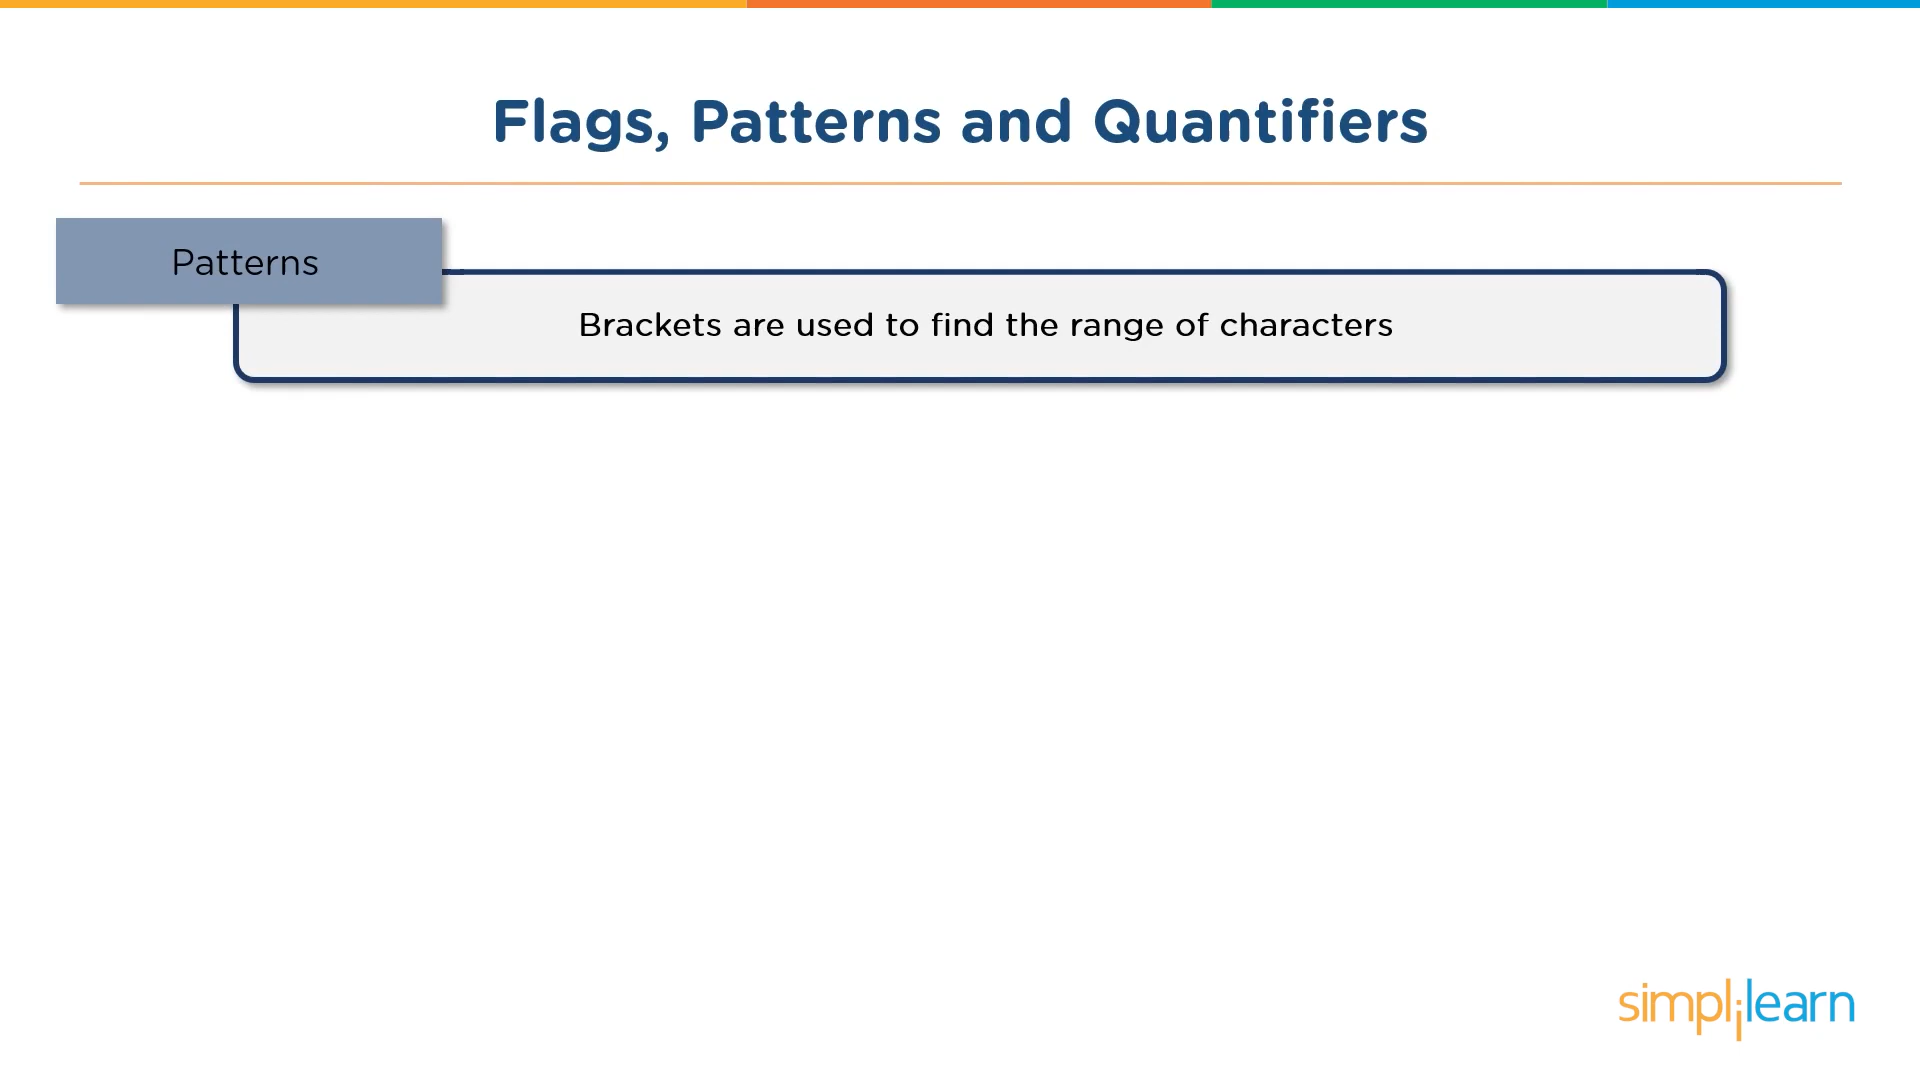 Flags, Patterns and Quantifiers
Patterns
Brackets are used to find the range of characters
simplilearn